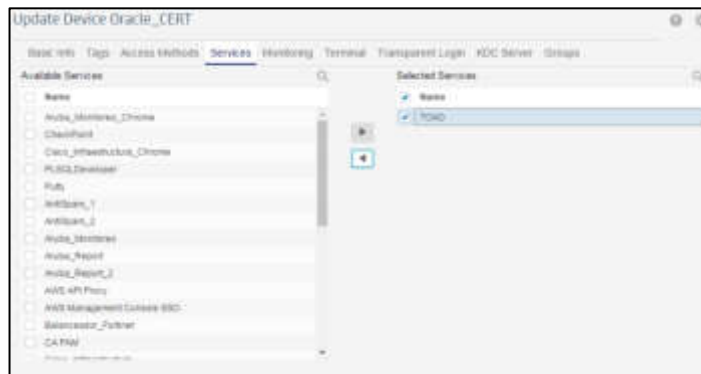 Update Device Oracle_CERT
Basic Info Tags Access Methods Services Monitoring Terminal Transparent Login KDC Server Groups
Available Services
Selected Services
Name
Name
Aruba_Monitoreo_Chrome
TOAD
CheckPoint
Cisco_Infraestructura_Chrome
PLSQLDeveloper
Putty
AntiSpam_1
AntiSpam_2
Aruba_Monitoreo
Aruba_Report
Aruba_Report_2
AWS API Proxy
AWS Management Console SSO
Balanceador_Fortinet
CA PAM